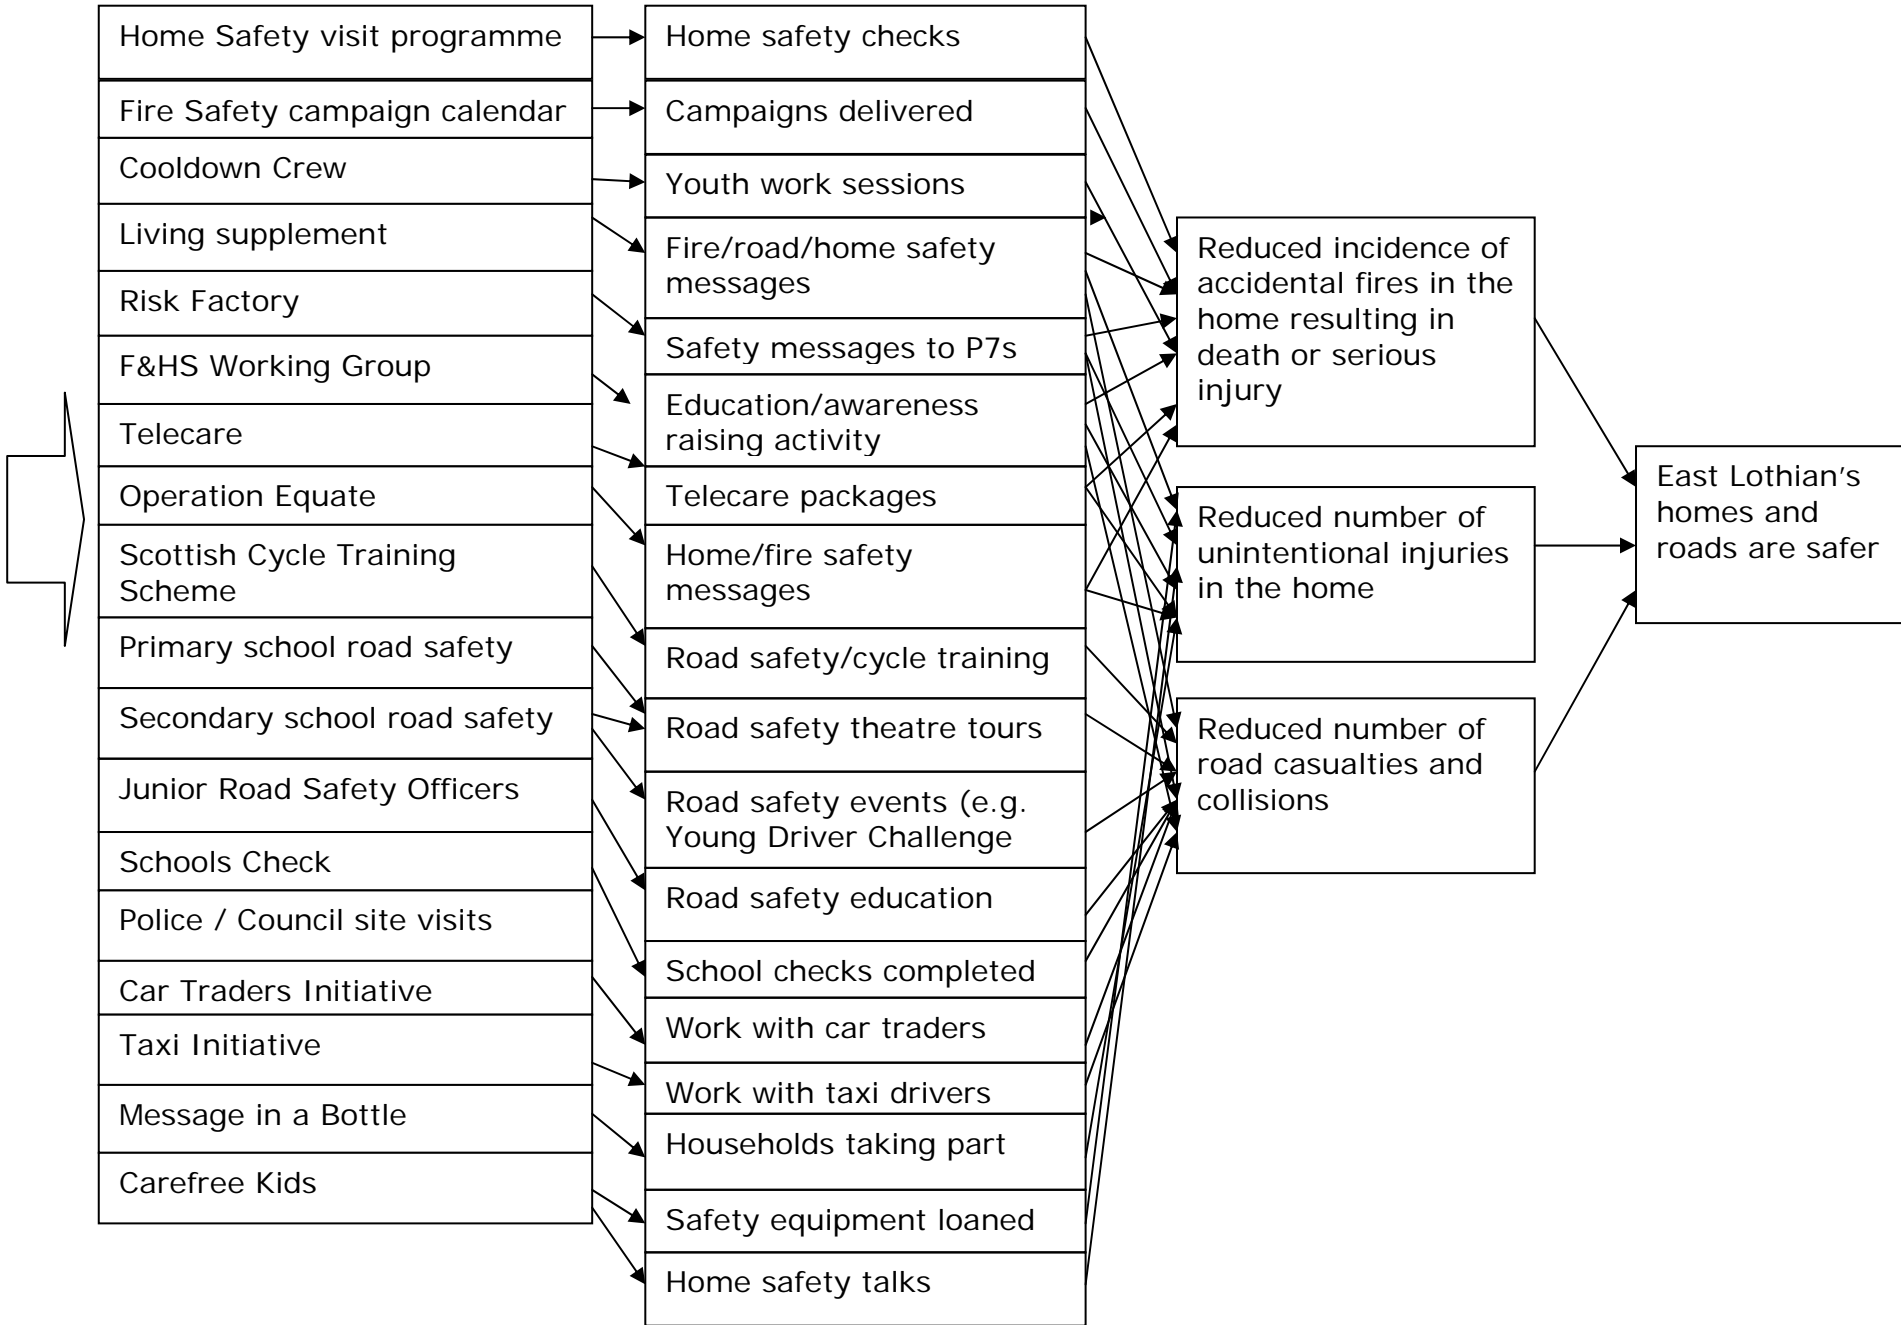 Home Safety visit programme
Fire Safety campaign calendar
Cooldown Crew
Living supplement
Risk Factory
F&HS Working Group
Telecare
Operation Equate
Scottish Cycle Training
Scheme
Primary school road safety
Secondary school road safety
Junior Road Safety Officers
Schools Check
Police / Council site visits
Car Traders Initiative
Taxi Initiative
Message in a Bottle
Carefree Kids
Home safety checks
Campaigns delivered
Youth work sessions
Fire/road/home safety
messages
Safety messages to P7s
Education/awareness
raising activity
Telecare packages
Home/fire safety
messages
Road safety/cycle training
Road safety theatre tours
Road safety events (e.g.
Young Driver Challenge
Road safety education
School checks completed
Work with car traders
Work with taxi drivers
Households taking part
Safety equipment loaned
Home safety talks
Reduced incidence of
accidental fires in the
home resulting in
death or serious
injury
Reduced number of
unintentional injuries
in the home
Reduced number of
road casualties and
collisions
East Lothian's
homes and
roads are safer